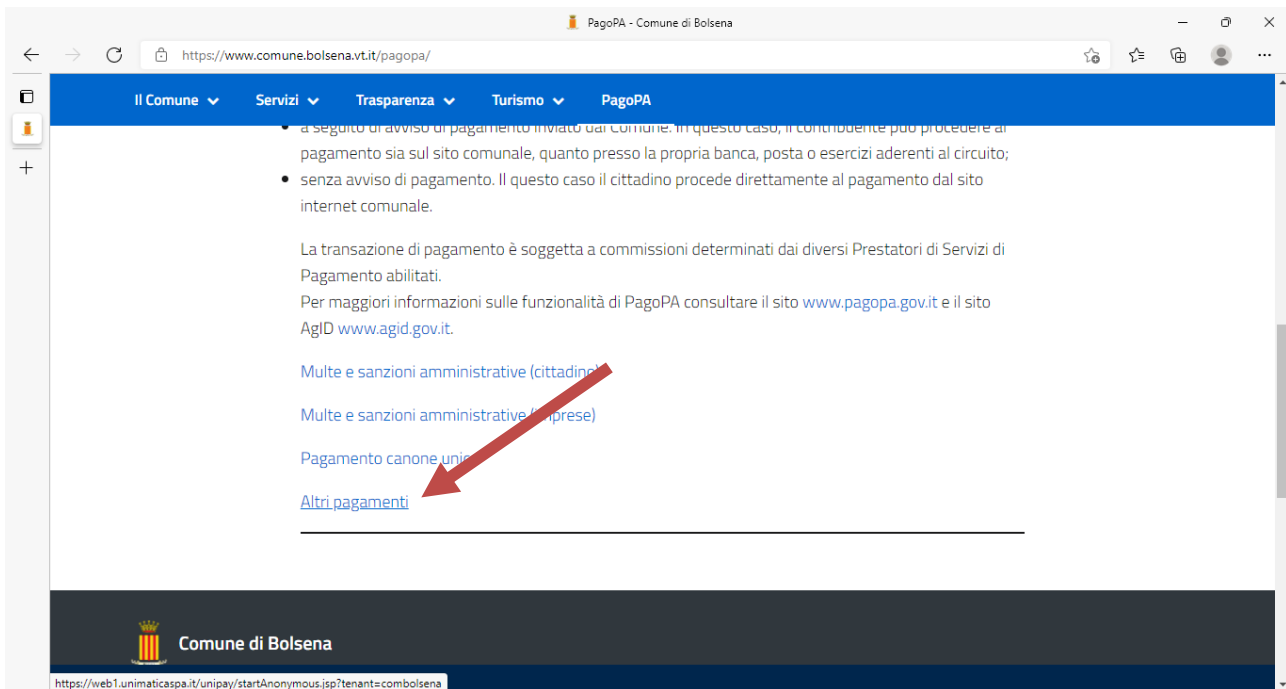 PagoPA - Comune di Bolsena
https://www.comune.bolsena.vt.it/pagopa/
Il Comune Servizi Trasparenza Turismo PagoPA
a seguito di avviso di pagamento inviato dal Comune. In questo caso, il contribuente può procedere al
pagamento sia sul sito comunale, quanto presso la propria banca, posta o esercizi aderenti al circuito;
senza avviso di pagamento. Il questo caso il cittadino procede direttamente al pagamento dal sito
internet comunale.
La transazione di pagamento è soggetta a commissioni determinati dai diversi Prestatori di Servizi di
Pagamento abilitati.
Per maggiori informazioni sulle funzionalità di PagoPA consultare il sito www.pagopa.gov.it e il sito
AgID www.agid.gov.it.
Multe e sanzioni amministrative (cittadino)
Multe e sanzioni amministrative (imprese)
Pagamento canone
Altri pagamenti
Comune di Bolsena
https://web1.unimaticaspa.it/unipay/startAnonymous.jsp?tenant=combolsena